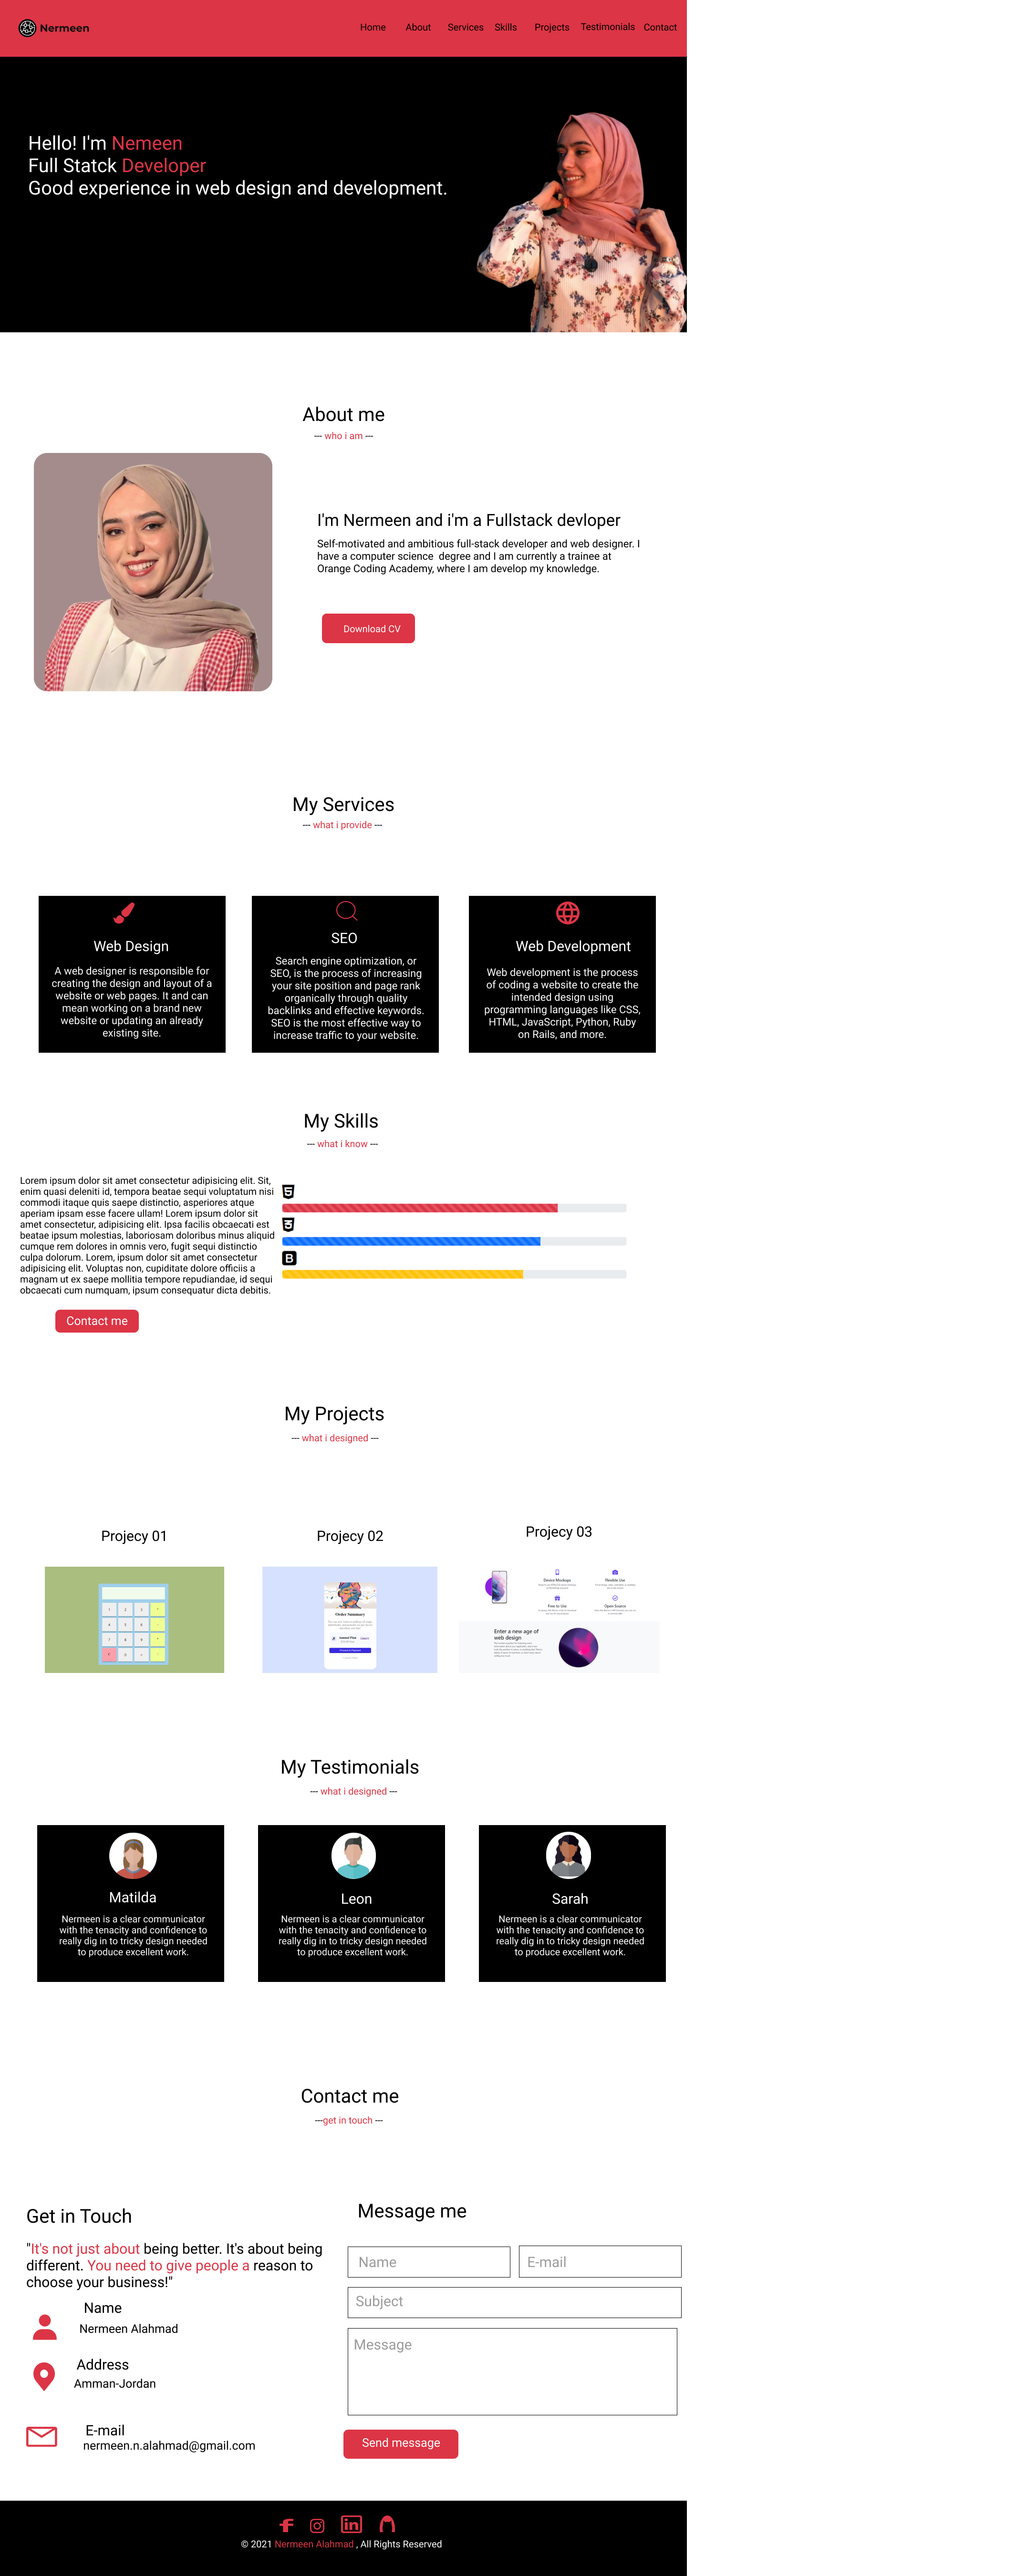 Nermeen
Home About Services Skills Projects Testimonials Contact
Hello! I'm Nemeen
Full Statck Developer
Good experience in web design and development.
About me
--- who i am ---
I'm Nermeen and i'm a Fullstack devloper
Self-motivated and ambitious full-stack developer and web designer. I
have a computer science degree and I am currently a trainee at
Orange Coding Academy, where I am develop my knowledge.
Download CV
My Services
--- what i provide ---
Web Design
A web designer is responsible for
creating the design and layout of a
website or web pages. It and can
mean working on a brand new
website or updating an already
existing site.
SEO
Search engine optimization, or
SEO, is the process of increasing
your site position and page rank
organically through quality
backlinks and effective keywords.
SEO is the most effective way to
increase traffic to your website.
Web Development
Web development is the process
of coding a website to create the
intended design using
programming languages like CSS,
HTML, JavaScript, Python, Ruby
on Rails, and more.
My Skills
--- what i know ---
Lorem ipsum dolor sit amet consectetur adipisicing elit. Sit,
enim quasi deleniti id, tempora beatae sequi voluptatum nisi
commodi itaque quis saepe distinctio, asperiores atque
aperiam ipsam esse facere ullam! Lorem ipsum dolor sit
amet consectetur, adipisicing elit. Ipsa facilis obcaecati est
beatae ipsum molestias, laboriosam doloribus minus aliquid
cumque rem dolores in omnis vero, fugit sequi distinctio
culpa dolorum. Lorem, ipsum dolor sit amet consectetur
adipisicing elit. Voluptas non, cupiditate dolore officiis a
magnam ut ex saepe mollitia tempore repudiandae, id sequi
obcaecati cum numquam, ipsum consequatur dicta debitis.
Contact me
My Projects
--- what i designed ---
Projecy 01
Projecy 02
Projecy 03
Order Summary
Device Mockups
Flexible Use
Free to Use
Open Source
Enter a new age of
web design
My Testimonials
--- what i designed ---
Matilda
Nermeen is a clear communicator
with the tenacity and confidence to
really dig in to tricky design needed
to produce excellent work.
Leon
Nermeen is a clear communicator
with the tenacity and confidence to
really dig in to tricky design needed
to produce excellent work.
Sarah
Nermeen is a clear communicator
with the tenacity and confidence to
really dig in to tricky design needed
to produce excellent work.
Contact me
---get in touch ---
Get in Touch
"It's not just about being better. It's about being
different. You need to give people a reason to
choose your business!"
Name
Nermeen Alahmad
Address
Amman-Jordan
E-mail
nermeen.n.alahmad@gmail.com
Message me
Name
E-mail
Subject
Message
Send message
© 2021 Nermeen Alahmad , All Rights Reserved